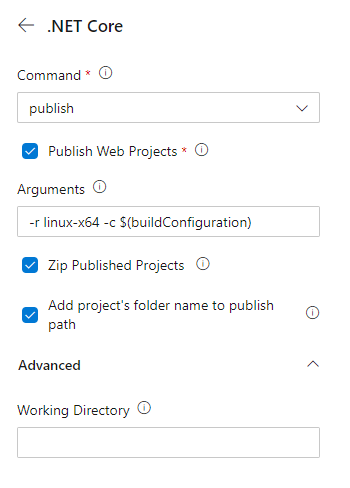 .NET Core
Command *
publish
Publish Web Projects *
Arguments
-r linux-x64 -c $(buildConfiguration)
Zip Published Projects
Add project's folder name to publish
path
Advanced
Working Directory